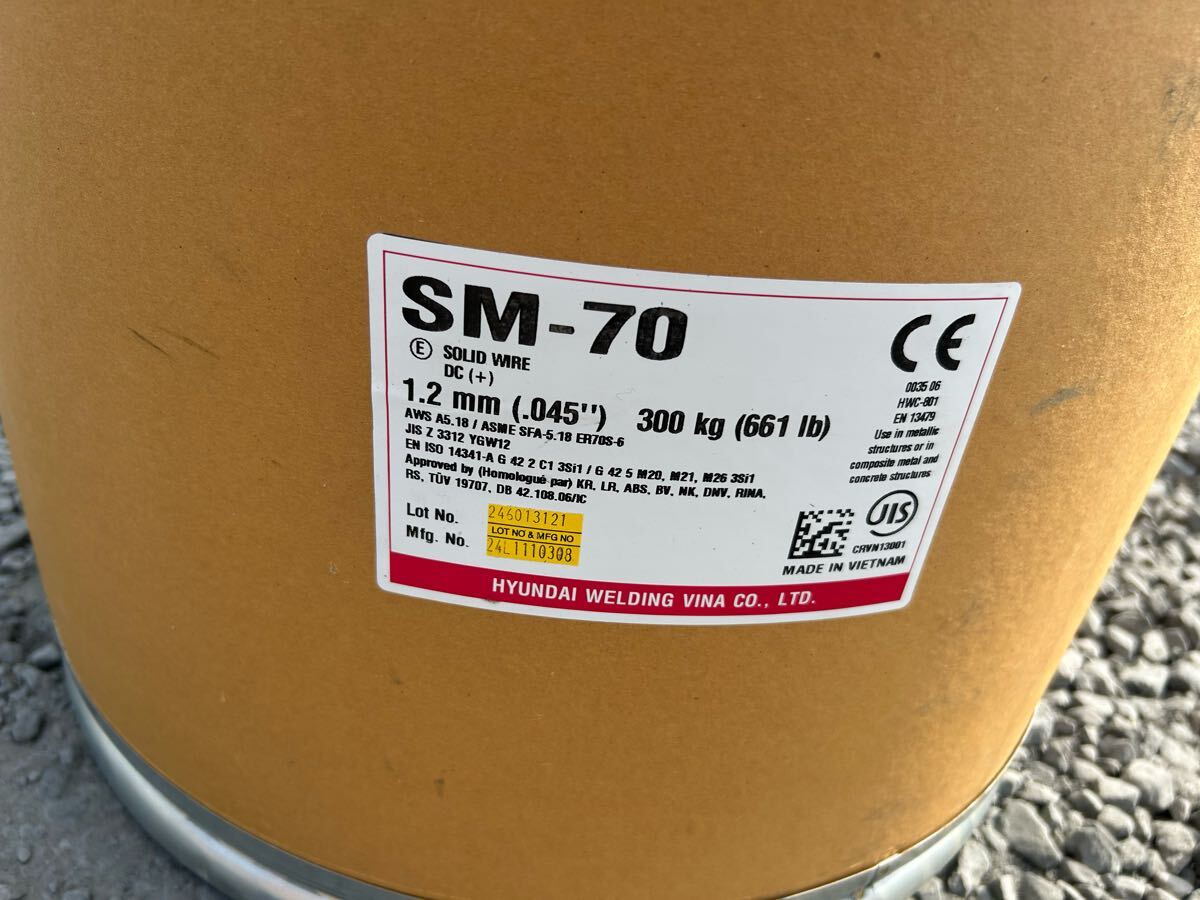 SM-70
E SOLID WIRE
DC (+)
1.2 mm (.045") 300 kg (661 lb)
AWS A5.18 / ASME SFA-5.18 ER70S-6
JIS Z 3312 YGW12
EN ISO 14341-A G 42 2 C1 3Si1 / G 42 5 M20, M21, M26 3Si1
Approved by (Homologué par) KR, LR, ABS, BV, NK, DNV, RINA,
RS, TÜV 19707, DB 42.108.06/IC
Lot No. 246013121
LOT NO & MFG NO
Mfg. No. 24L1110308
CE
0035 06
HWC-801
EN 13479
Use in metallic
structures or in
composite metal and
concrete structures
JIS
CRVN13001
MADE IN VIETNAM
HYUNDAI WELDING VINA CO., LTD.